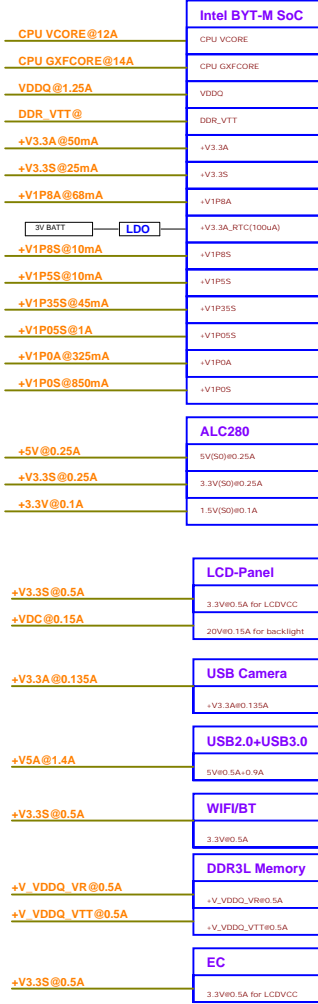 Intel BYT-M SoC
CPU VCORE@12A CPU VCORE
CPU GXFCORE@14A CPU GXFCORE
VDDQ@1.25A VDDQ
DDR_VTT@ DDR_VTT
+V3.3A@50mA +V3.3A
+V3.3S@25mA +V3.3S
+V1P8A@68mA +V1P8A
3V BATT LDO +V3.3A_RTC(100uA)
+V1P8S@10mA +V1P8S
+V1P5S@10mA +V1P5S
+V1P35S@45mA +V1P35S
+V1P05S@1A +V1P05S
+V1P0A@325mA +V1P0A
+V1P0S@850mA +V1P0S
ALC280
+5V@0.25A 5V(S0)@0.25A
+V3.3S@0.25A 3.3V(S0)@0.25A
+3.3V@0.1A 1.5V(S0)@0.1A
LCD-Panel
+V3.3S@0.5A 3.3V@0.5A for LCDVCC
+VDC@0.15A 20V@0.15A for backlight
USB Camera
+V3.3A@0.135A +V3.3A@0.135A
USB2.0+USB3.0
+V5A@1.4A 5V@0.5A+0.9A
WIFI/BT
+V3.3S@0.5A 3.3V@0.5A
DDR3L Memory
+V_VDDQ_VR@0.5A +V_VDDQ_VR@0.5A
+V_VDDQ_VTT@0.5A +V_VDDQ_VTT@0.5A
EC
+V3.3S@0.5A 3.3V@0.5A for LCDVCC